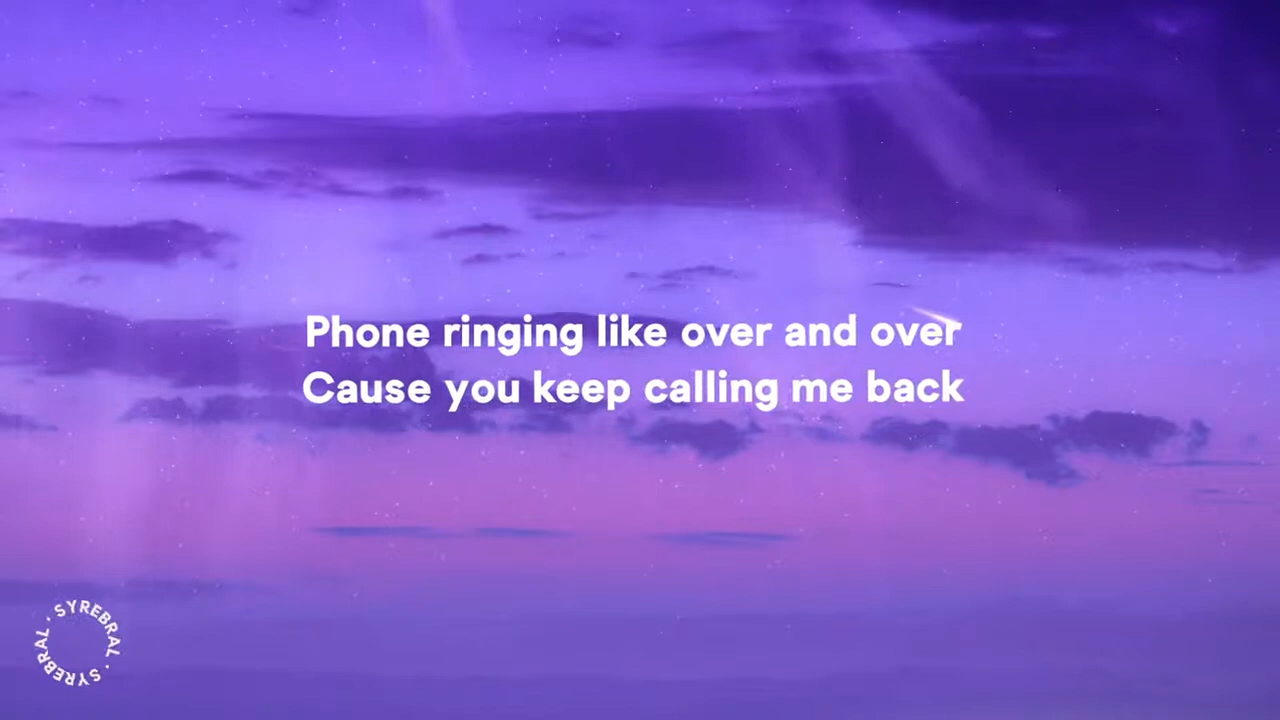 Phone ringing like over and over
Cause you keep calling me back
SYREBRAL · SYREBRAL ·